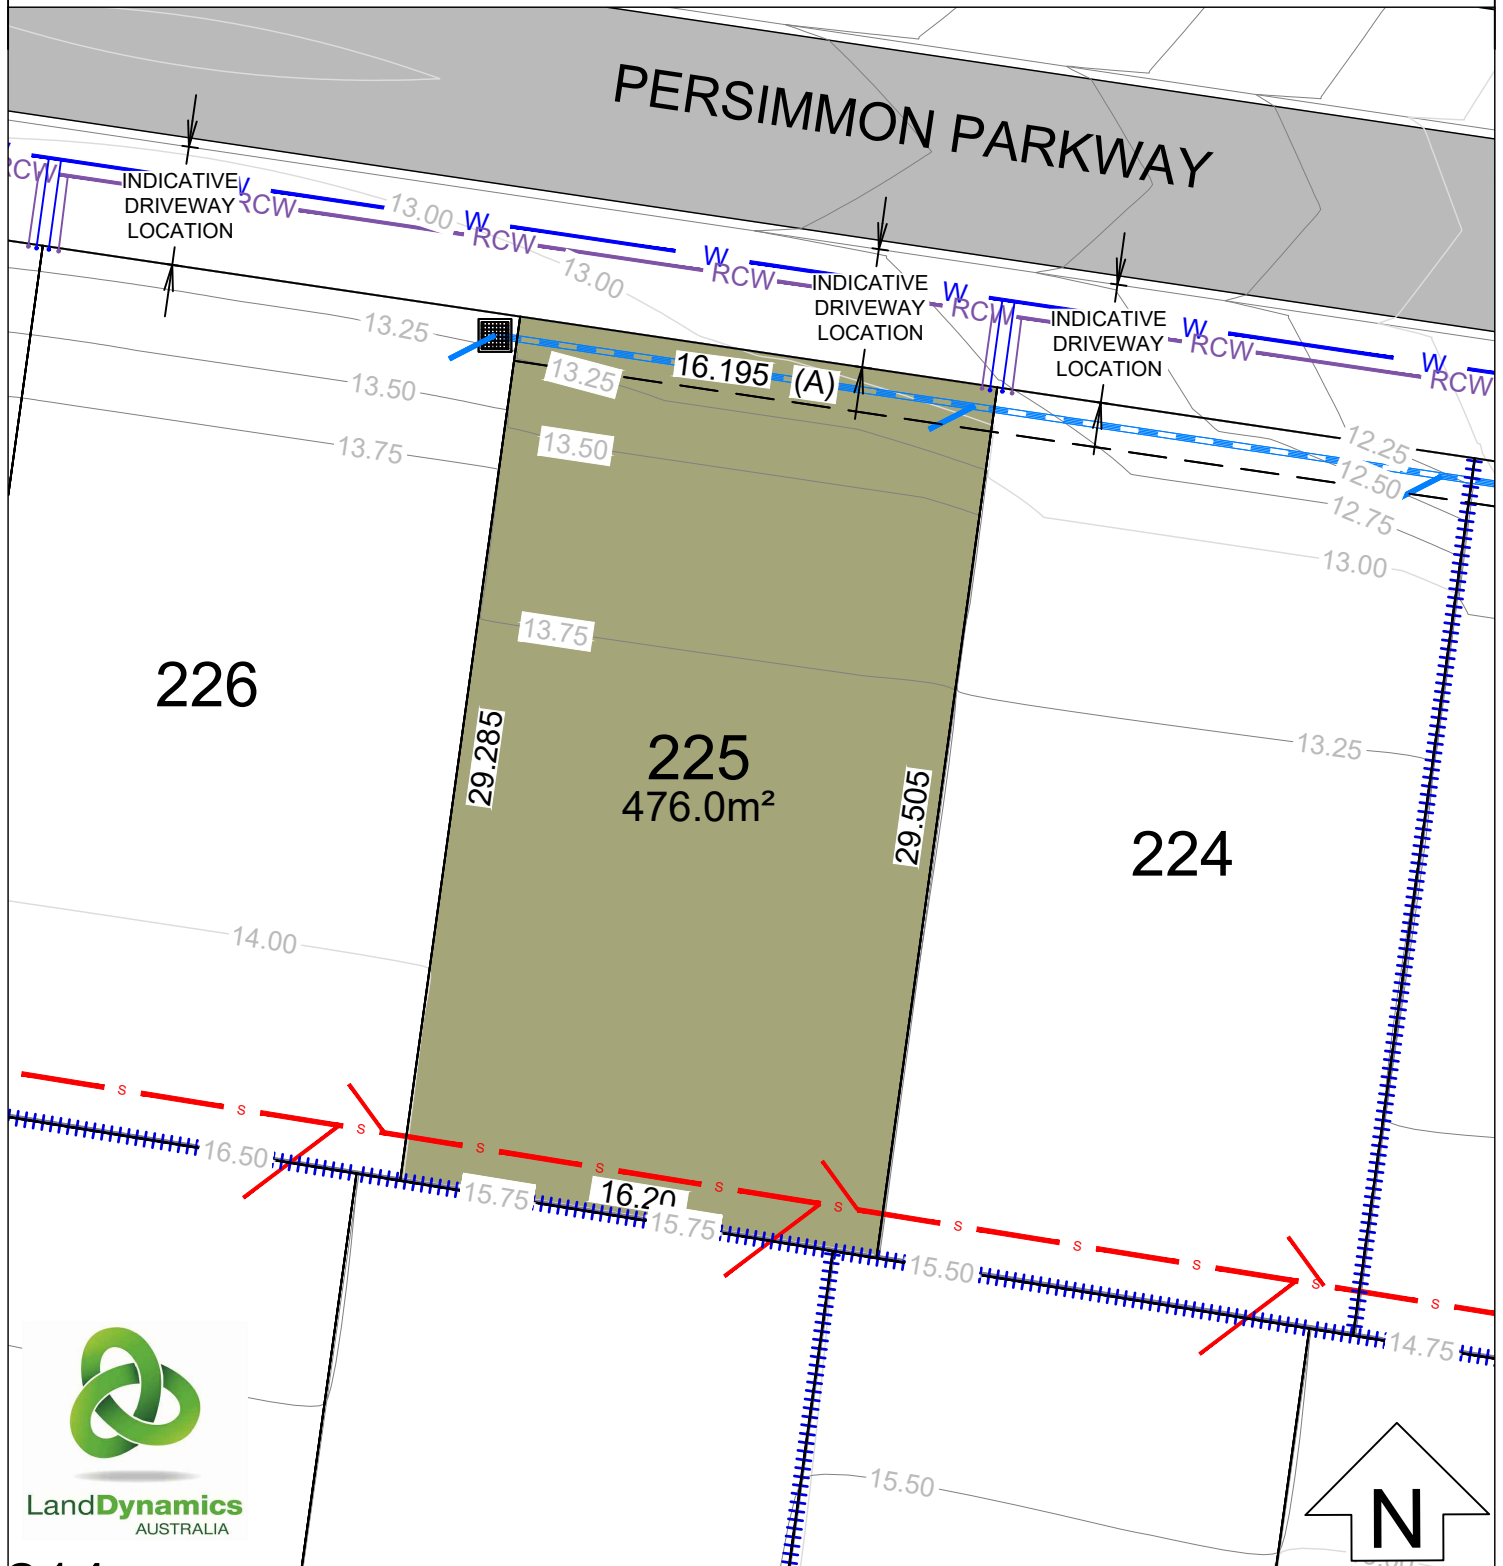 PERSIMMON PARKWAY
RCW
INDICATIVE
DRIVEWAY
LOCATION
RCW
13.00
W
RCW
13.00
W
RCW
INDICATIVE
DRIVEWAY
LOCATION
W
RCW
INDICATIVE
DRIVEWAY
LOCATION
W
RCW
W
RCW
13.25
13.50
13.75
13.25
16.195
(A)
13.50
12.25
12.50
12.75
13.00
13.75
13.25
226
225
476.0m²
224
29.285
29.505
14.00
S
S
S
S
S
S
S
S
S
S
S
S
16.50
15.75
16.20
15.75
15.50
14.75
15.50
LandDynamics
AUSTRALIA
N